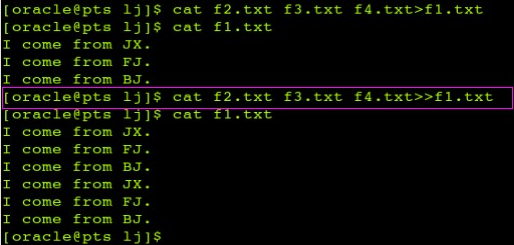 [oracle@pts lj]$ cat f2.txt f3.txt f4.txt>f1.txt
[oracle@pts lj]$ cat f1.txt
I come from JX.
I come from FJ.
I come from BJ.
[oracle@pts lj]$ cat f2.txt f3.txt f4.txt>>f1.txt
[oracle@pts lj]$ cat f1.txt
I come from JX.
I come from FJ.
I come from BJ.
I come from JX.
I come from FJ.
I come from BJ.
[oracle@pts lj]$